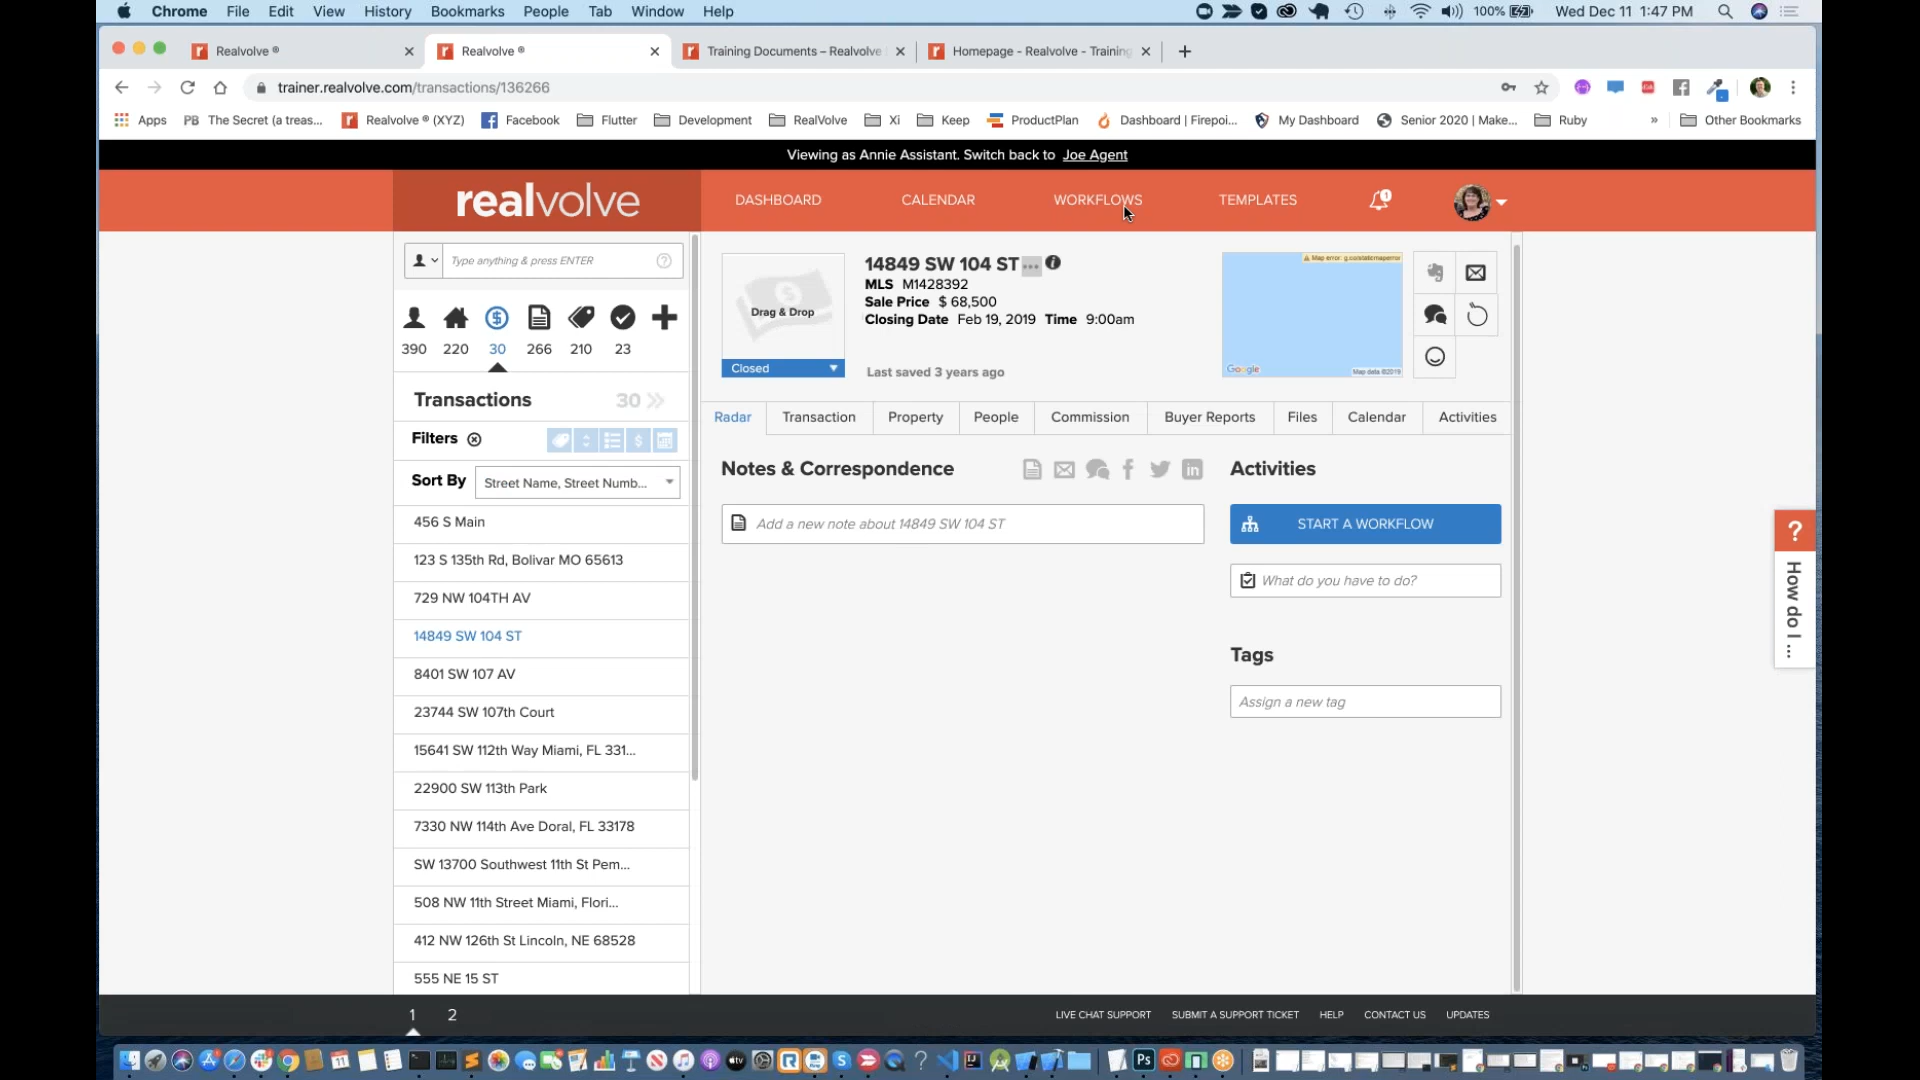 Chrome File Edit View History Bookmarks People Tab Window Help 100% Wed Dec 11 1:47 PM
Realvolve ® Realvolve ® Training Documents – Realvolve Homepage - Realvolve - Training
trainer.realvolve.com/transactions/136266
Apps PB The Secret (a treas... Realvolve ® (XYZ) Facebook Flutter Development RealVolve Xi Keep ProductPlan Dashboard | Firepoi... My Dashboard Senior 2020 | Make... Ruby » Other Bookmarks
Viewing as Annie Assistant. Switch back to Joe Agent
realvolve DASHBOARD CALENDAR WORKFLOWS TEMPLATES 1
Type anything & press ENTER ?
390 220 30 266 210 23
Transactions 30
Filters
Sort By Street Name, Street Numb...
456 S Main
123 S 135th Rd, Bolivar MO 65613
729 NW 104TH AV
14849 SW 104 ST
8401 SW 107 AV
23744 SW 107th Court
15641 SW 112th Way Miami, FL 331...
22900 SW 113th Park
7330 NW 114th Ave Doral, FL 33178
SW 13700 Southwest 11th St Pem...
508 NW 11th Street Miami, Flori...
412 NW 126th St Lincoln, NE 68528
555 NE 15 ST
1 2
Drag & Drop
Closed
14849 SW 104 ST
MLS M1428392
Sale Price $ 68,500
Closing Date Feb 19, 2019 Time 9:00am
Last saved 3 years ago
Map error: g.co/staticmaperror
Google Map data ©2019
Radar Transaction Property People Commission Buyer Reports Files Calendar Activities
Notes & Correspondence
Add a new note about 14849 SW 104 ST
Activities
START A WORKFLOW
What do you have to do?
Tags
Assign a new tag
? How do I ...
LIVE CHAT SUPPORT SUBMIT A SUPPORT TICKET HELP CONTACT US UPDATES